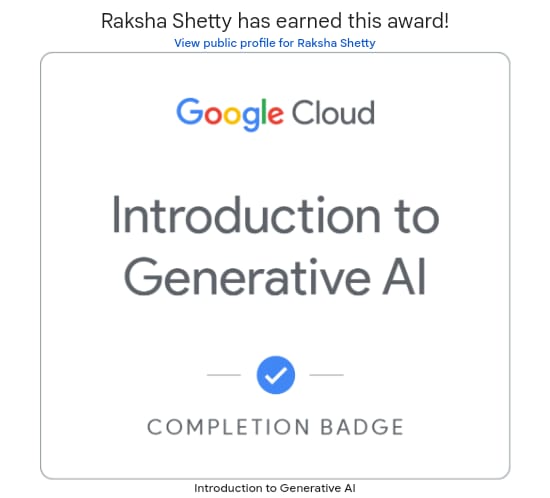 Raksha Shetty has earned this award!
View public profile for Raksha Shetty
Google Cloud
Introduction to
Generative AI
COMPLETION BADGE
Introduction to Generative AI